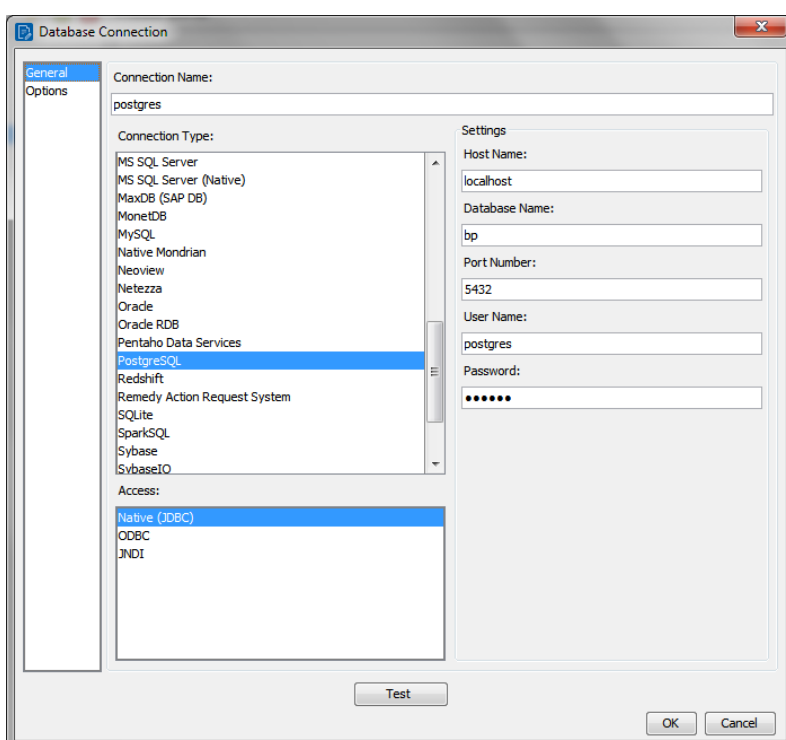 Database Connection
General
Options
Connection Name:
postgres
Connection Type:
MS SQL Server
MS SQL Server (Native)
MaxDB (SAP DB)
MonetDB
MySQL
Native Mondrian
Neoview
Netezza
Oracle
Oracle RDB
Pentaho Data Services
PostgreSQL
Redshift
Remedy Action Request System
SQLite
SparkSQL
Sybase
SybaseIQ
Access:
Native (JDBC)
ODBC
JNDI
Settings
Host Name:
localhost
Database Name:
bp
Port Number:
5432
User Name:
postgres
Password:
●●●●●●
Test
OK
Cancel